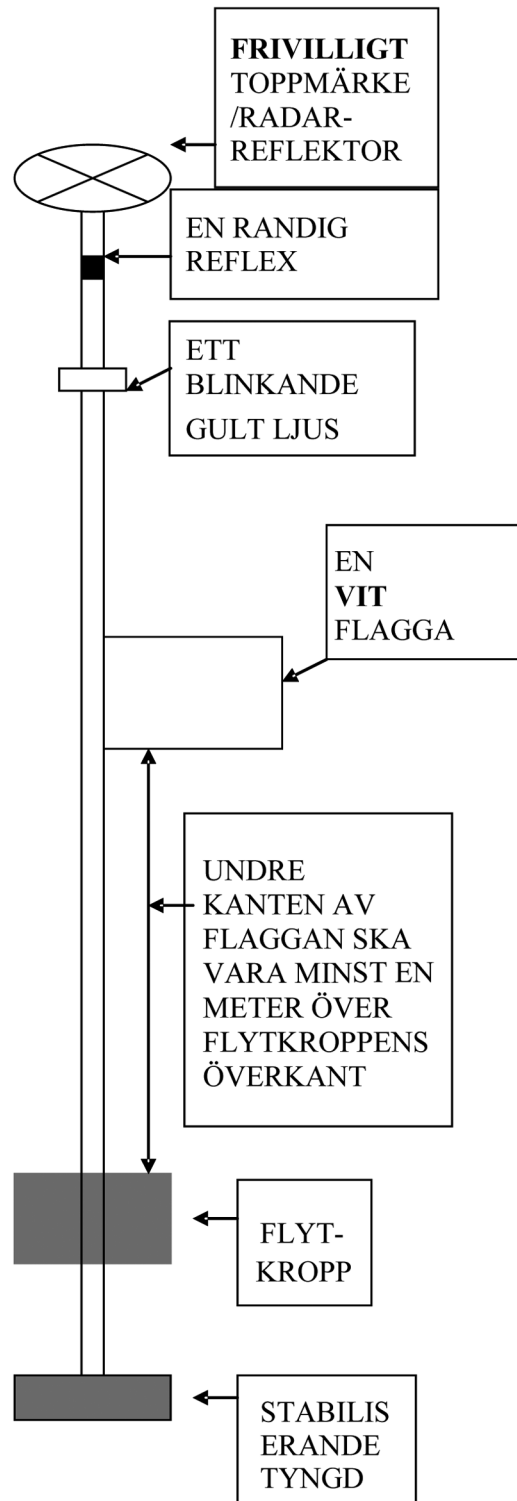 FRIVILLIGT
TOPPMÄRKE
/RADAR-
REFLEKTOR
EN RANDIG
REFLEX
ETT
BLINKANDE
GULT LJUS
EN
VIT
FLAGGA
UNDRE
KANTEN AV
FLAGGAN SKA
VARA MINST EN
METER ÖVER
FLYTKROPPENS
ÖVERKANT
FLYT-
KROPP
STABILIS
ERANDE
TYNGD